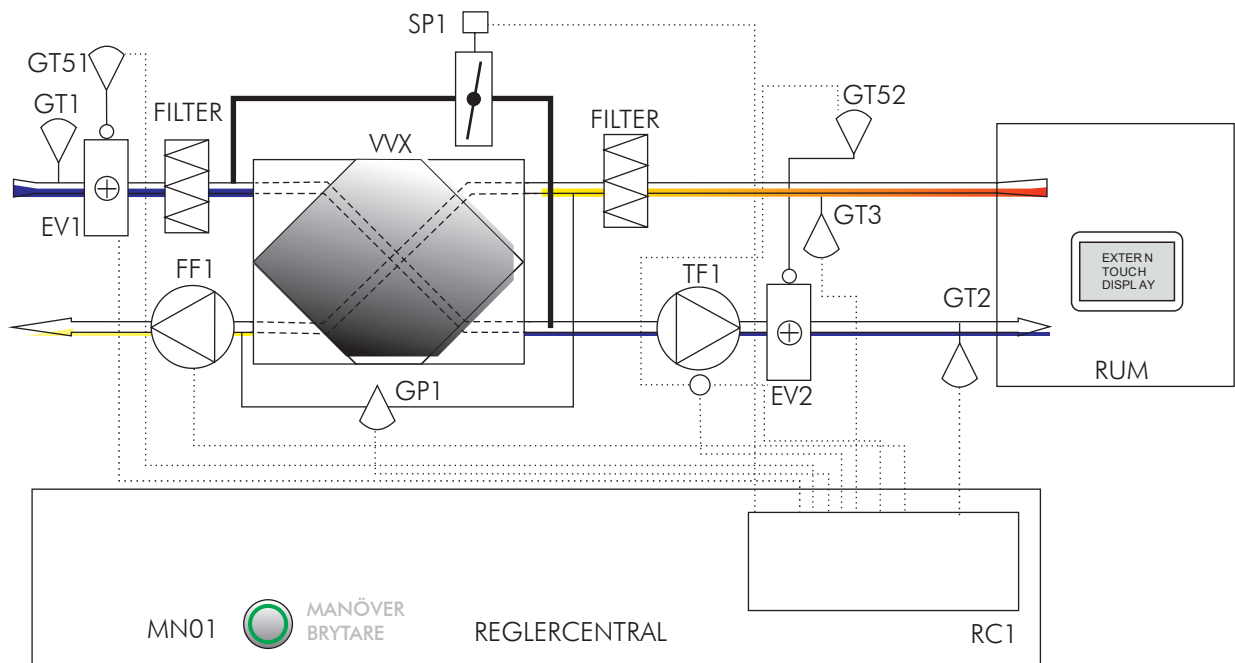 SP1
GT51
GT1
FILTER
GT52
FILTER
VVX
EV1
GT3
EXTERN
TOUCH
DISPLAY
FF1
TF1
GT2
GP1
EV2
RUM
MN01
MANÖVER
BRYTARE
REGLERCENTRAL
RC1